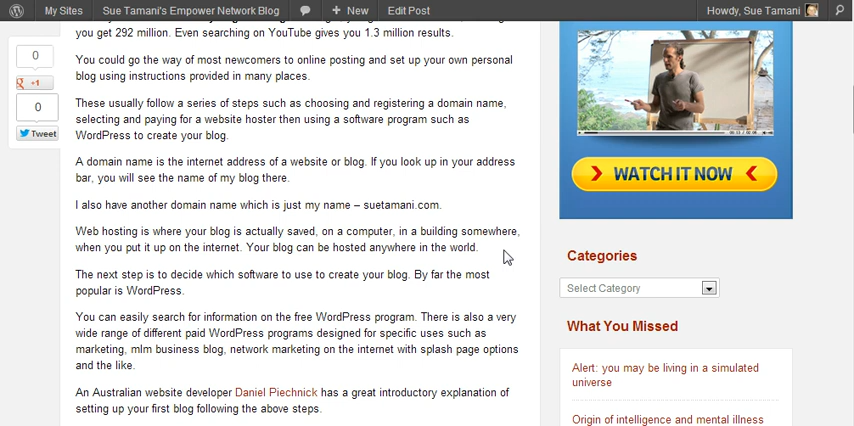 My Sites
Sue Tamani's Empower Network Blog
New
Edit Post
Howdy, Sue Tamani
you get 292 million. Even searching on YouTube gives you 1.3 million results.
0
+1
0
Tweet
You could go the way of most newcomers to online posting and set up your own personal
blog using instructions provided in many places.
These usually follow a series of steps such as choosing and registering a domain name,
selecting and paying for a website hoster then using a software program such as
WordPress to create your blog.
A domain name is the internet address of a website or blog. If you look up in your address
bar, you will see the name of my blog there.
I also have another domain name which is just my name – suetamani.com.
Web hosting is where your blog is actually saved, on a computer, in a building somewhere,
when you put it up on the internet. Your blog can be hosted anywhere in the world.
The next step is to decide which software to use to create your blog. By far the most
popular is WordPress.
You can easily search for information on the free WordPress program. There is also a very
wide range of different paid WordPress programs designed for specific uses such as
marketing, mlm business blog, network marketing on the internet with splash page options
and the like.
An Australian website developer Daniel Piechnick has a great introductory explanation of
setting up your first blog following the above steps.
WATCH IT NOW
Categories
Select Category
What You Missed
Alert: you may be living in a simulated
universe
Origin of intelligence and mental illness